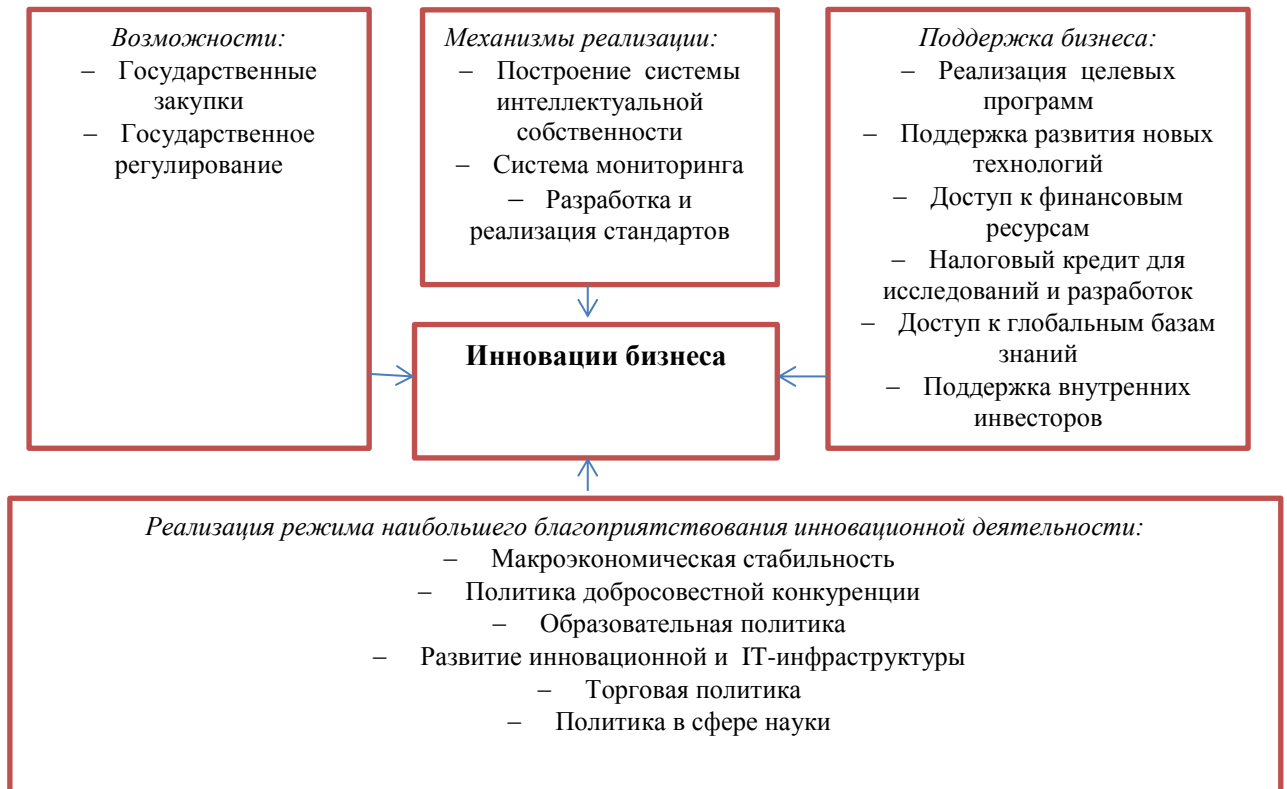 Возможности:
– Государственные
закупки
– Государственное
регулирование
Механизмы реализации:
– Построение системы
интеллектуальной
собственности
– Система мониторинга
– Разработка и
реализация стандартов
Поддержка бизнеса:
– Реализация целевых
программ
– Поддержка развития новых
технологий
– Доступ к финансовым
ресурсам
– Налоговый кредит для
исследований и разработок
– Доступ к глобальным базам
знаний
– Поддержка внутренних
инвесторов
Инновации бизнеса
Реализация режима наибольшего благоприятствования инновационной деятельности:
– Макроэкономическая стабильность
– Политика добросовестной конкуренции
– Образовательная политика
– Развитие инновационной и IT-инфраструктуры
– Торговая политика
– Политика в сфере науки